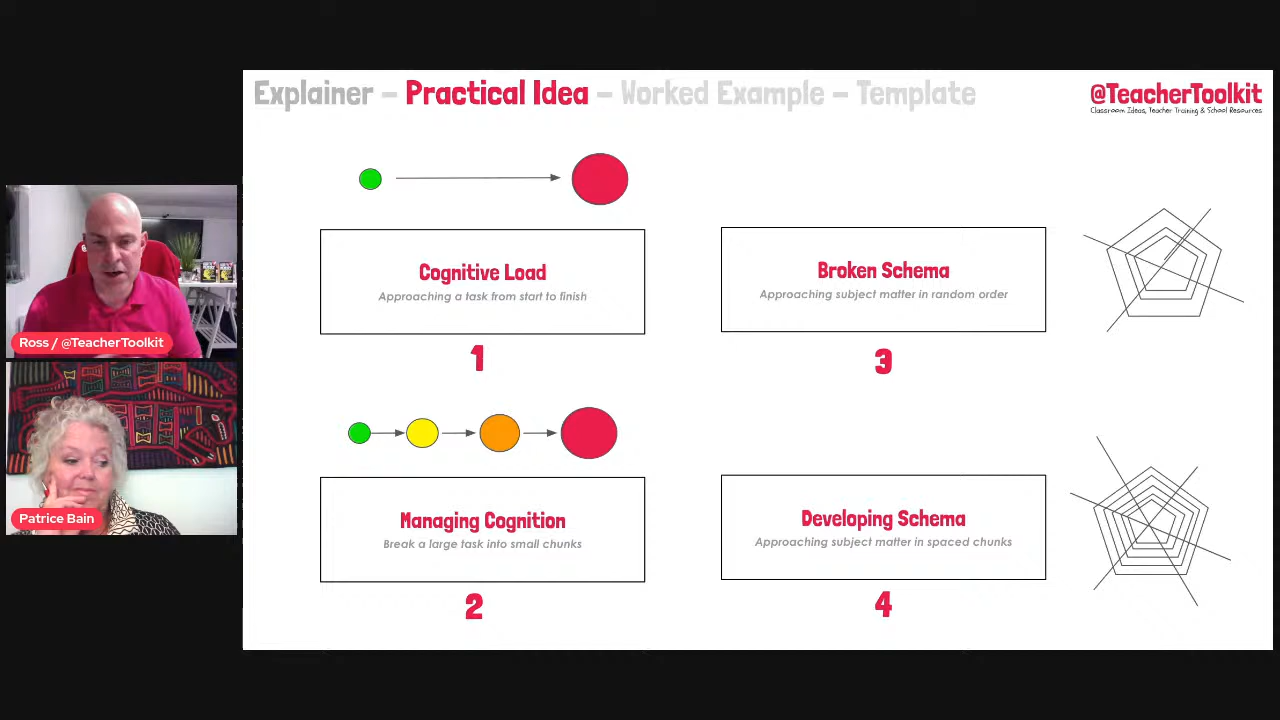 Explainer – Practical Idea – Worked Example – Template
@TeacherToolkit
Classroom Ideas, Teacher Training & School Resources
Cognitive Load
Approaching a task from start to finish
1
Broken Schema
Approaching subject matter in random order
3
Managing Cognition
Break a large task into small chunks
2
Developing Schema
Approaching subject matter in spaced chunks
4
Ross / @TeacherToolkit
Patrice Bain